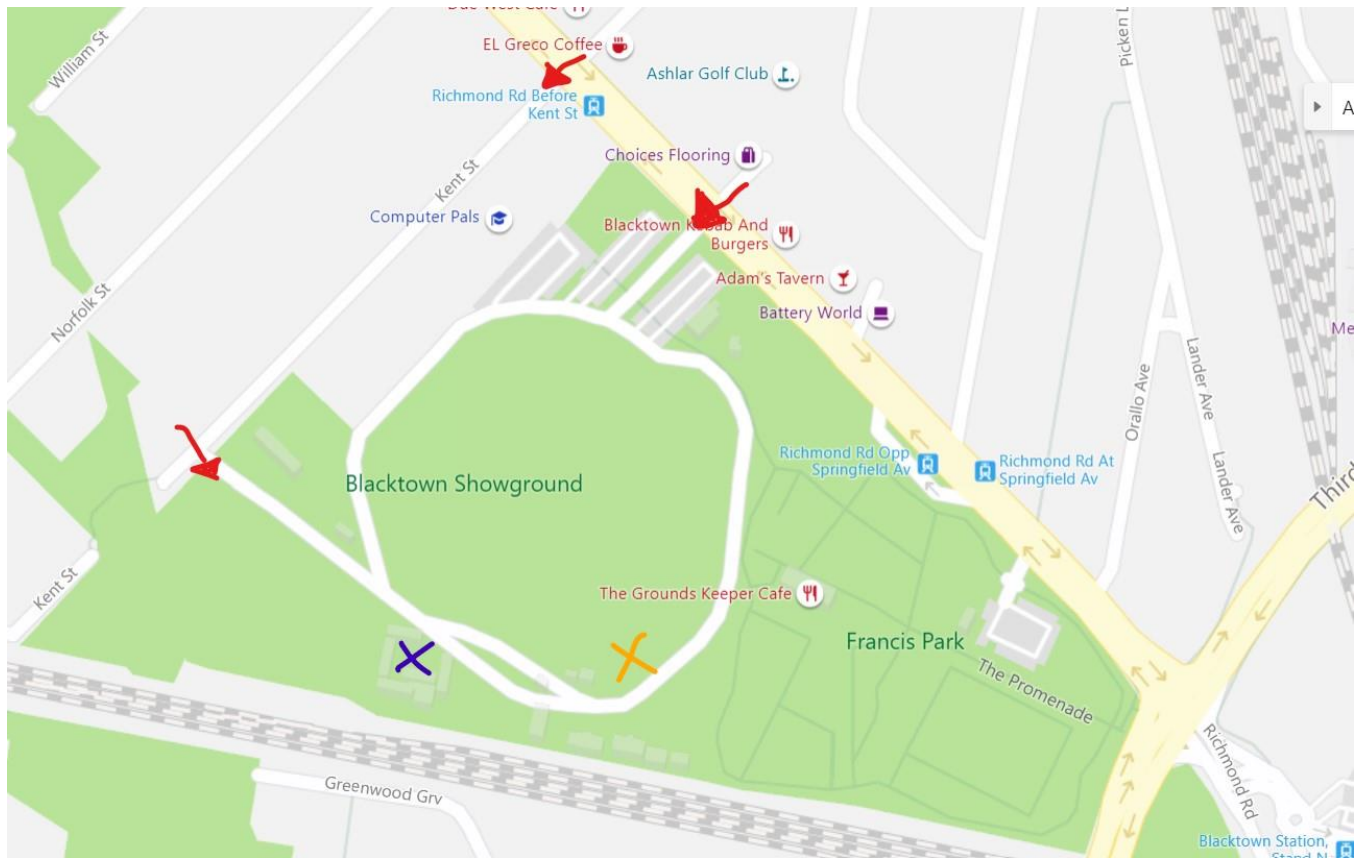 Due West Cafe
William St
EL Greco Coffee
Picken L
Ashlar Golf Club
Richmond Rd Before
Kent St
A
Choices Flooring
Kent St
Computer Pals
Blacktown Kebab And
Burgers
Adam's Tavern
Norfolk St
Battery World
Me
Lander Ave
Orallo Ave
Richmond Rd Opp
Springfield Av
Richmond Rd At
Springfield Av
Blacktown Showground
Lander Ave
Third
Kent St
The Grounds Keeper Cafe
Francis Park
The Promenade
Richmond Rd
Greenwood Grv
Blacktown Station,
Stand N